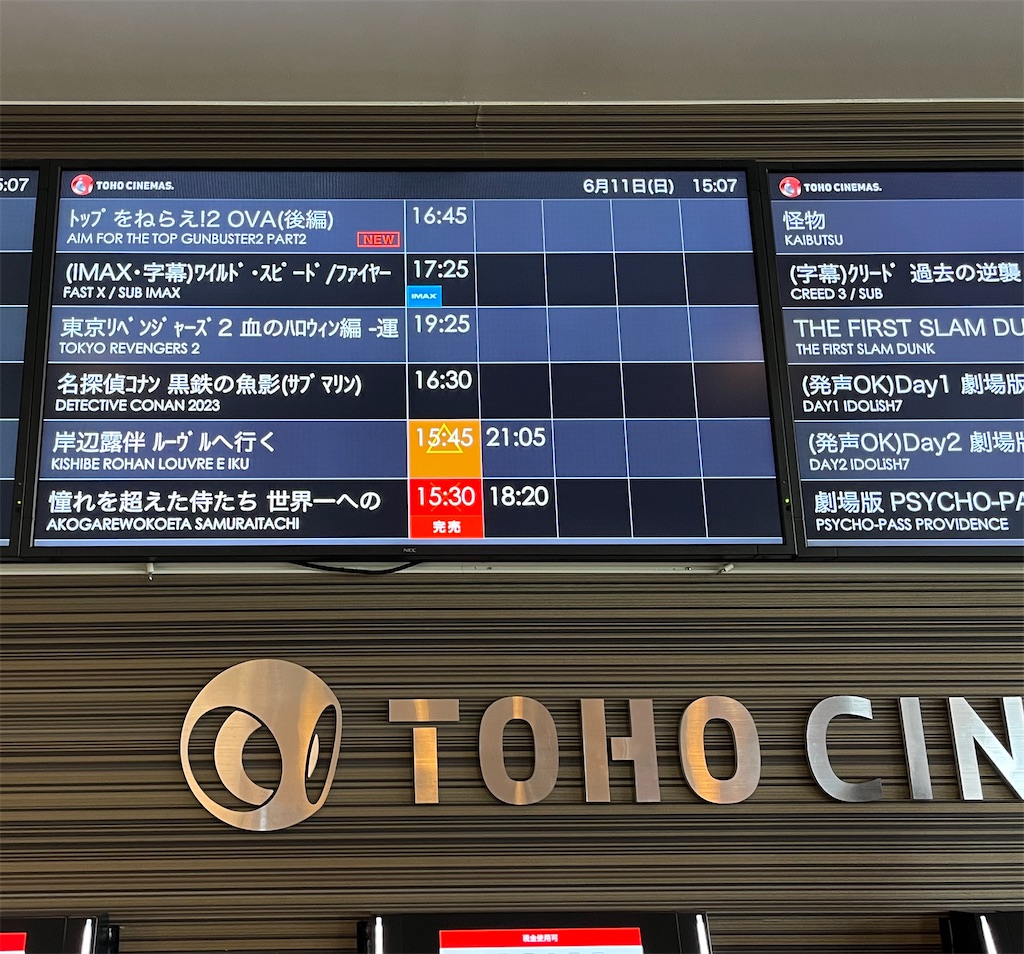 5:07
TOHO CINEMAS.
6月11日(日) 15:07
トップをねらえ!2 OVA(後編)
16:45
AIM FOR THE TOP GUNBUSTER2 PART2
NEW
(IMAX・字幕)ワイルド・スピード/ファイヤー
17:25
FAST X / SUB IMAX
IMAX
東京リベンジャーズ 2 血のハロウィン編 -運
19:25
TOKYO REVENGERS 2
名探偵コナン 黒鉄の魚影(サブマリン)
16:30
DETECTIVE CONAN 2023
岸辺露伴 ルーヴルへ行く
15:45 21:05
KISHIBE ROHAN LOUVRE E IKU
憧れを超えた侍たち 世界一への
15:30 18:20
AKOGAREWOKOETA SAMURAITACHI
完売
NEC
TOHO CINEMAS.
怪物
KAIBUTSU
(字幕)クリード 過去の逆襲
CREED 3 / SUB
THE FIRST SLAM DU
THE FIRST SLAM DUNK
(発声OK)Day1 劇場版
DAY1 IDOLiSH7
(発声OK)Day2 劇場版
DAY2 IDOLiSH7
劇場版 PSYCHO-PA
PSYCHO-PASS PROVIDENCE
TOHO CIN
現金使用可